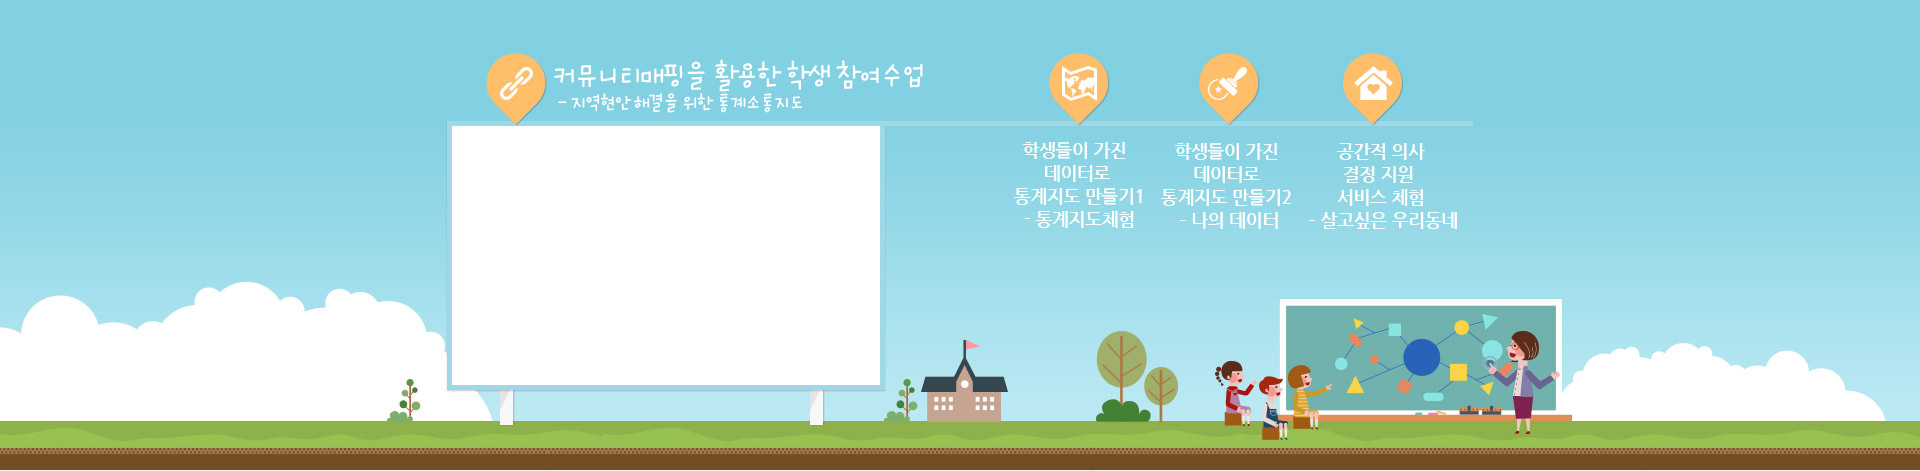 커뮤니티매핑을 활용한 학생 참여수업
- 지역현안 해결을 위한 통계소통지도
학생들이 가진
데이터로
통계지도 만들기1
- 통계지도체험
학생들이 가진
데이터로
통계지도 만들기2
- 나의 데이터
공간적 의사
결정 지원
서비스 체험
- 살고싶은 우리동네